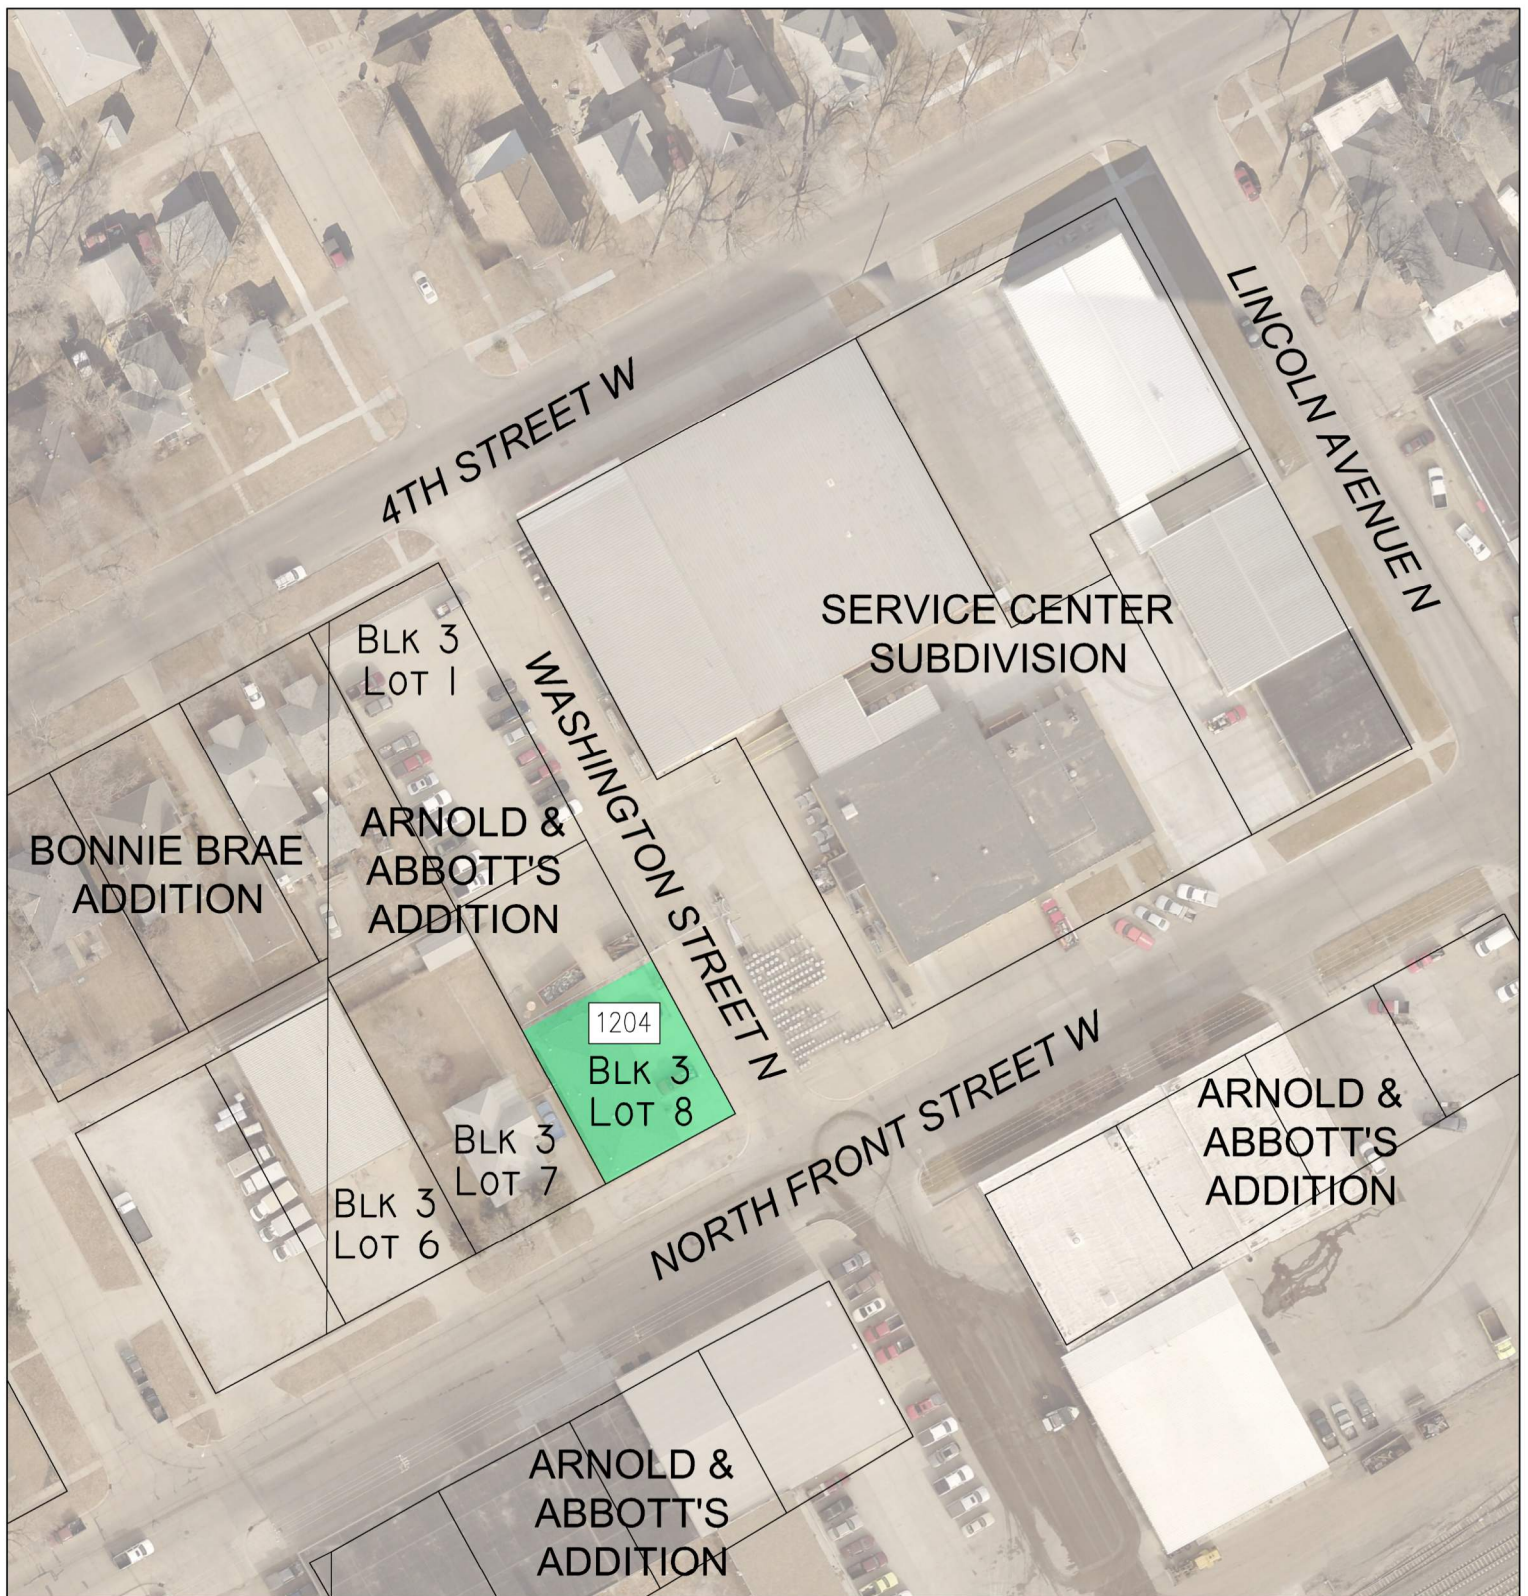 4TH STREET W
LINCOLN AVENUE N
SERVICE CENTER
SUBDIVISION
BLK 3
LOT 1
WASHINGTON STREET N
BONNIE BRAE
ADDITION
ARNOLD &
ABBOTT'S
ADDITION
1204
BLK 3
LOT 8
BLK 3
LOT 7
BLK 3
LOT 6
NORTH FRONT STREET W
ARNOLD &
ABBOTT'S
ADDITION
ARNOLD &
ABBOTT'S
ADDITION